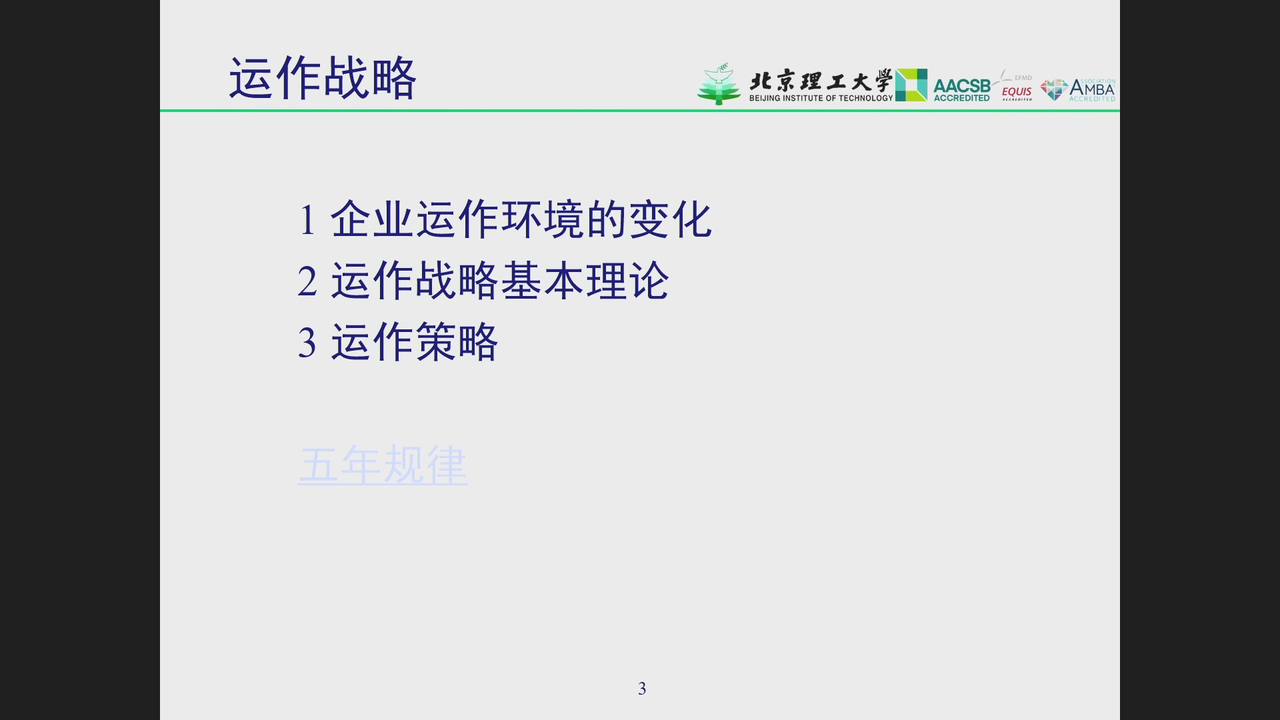 运作战略
北京理工大学
BEIJING INSTITUTE OF TECHNOLOGY
AACSB
ACCREDITED
EFMD
EQUIS
ACCREDITED
ASSOCIATION
AMBA
ACCREDITED
1 企业运作环境的变化
2 运作战略基本理论
3 运作策略
五年规律
3